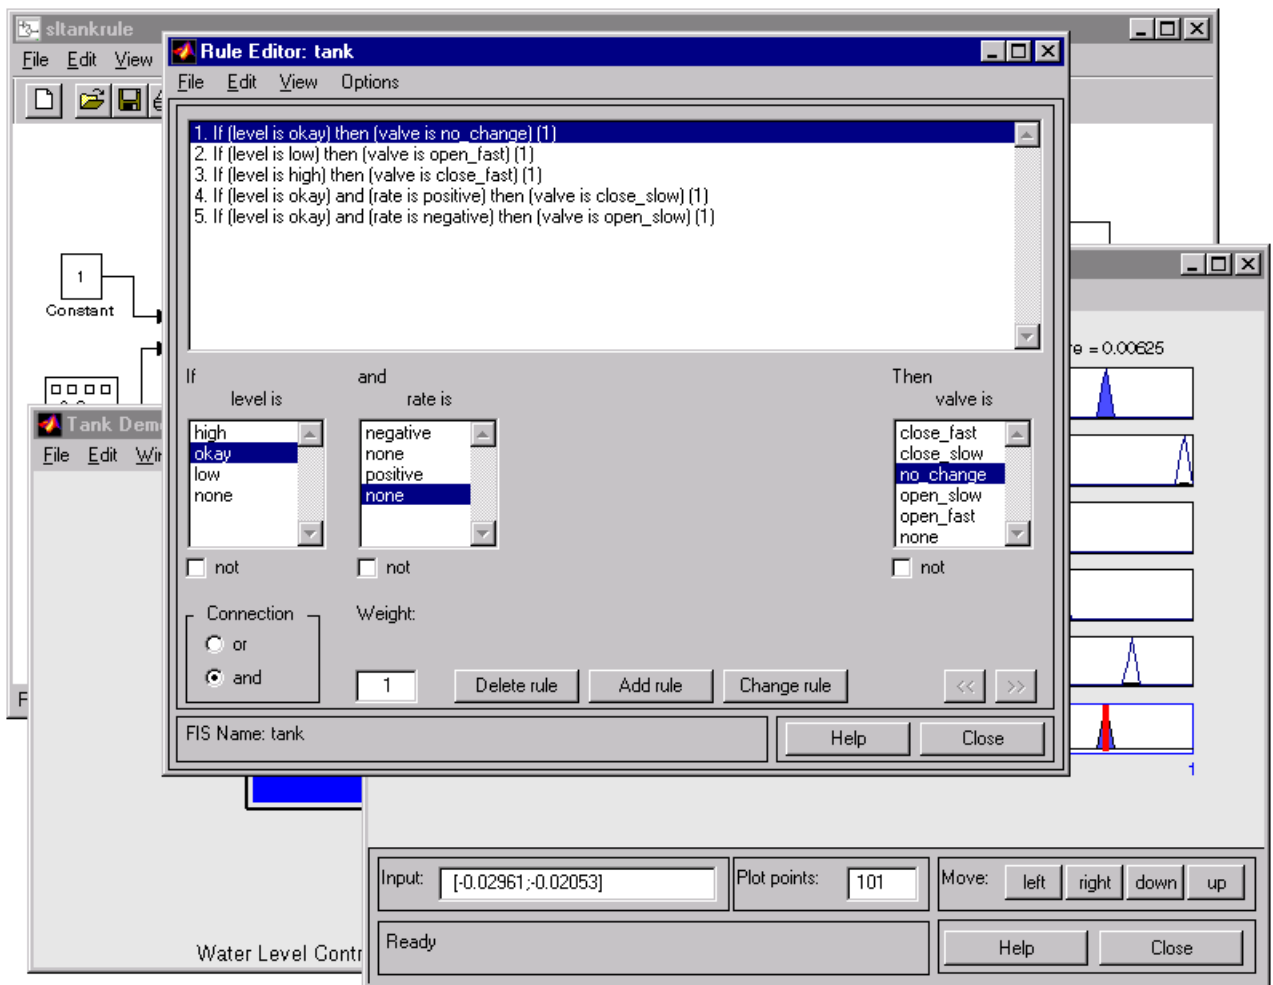 sltankrule
File Edit View
Rule Editor: tank
File Edit View Options
1. If (level is okay) then (valve is no_change) (1)
2. If (level is low) then (valve is open_fast) (1)
3. If (level is high) then (valve is close_fast) (1)
4. If (level is okay) and (rate is positive) then (valve is close_slow) (1)
5. If (level is okay) and (rate is negative) then (valve is open_slow) (1)
1
Constant
= 0.00625
If and Then
level is rate is valve is
high
okay
low
none
negative
none
positive
none
close_fast
close_slow
no_change
open_slow
open_fast
none
not not not
Connection
or
and
Weight:
1 Delete rule Add rule Change rule << >>
FIS Name: tank Help Close
Tank Dem
File Edit
1
Input: [-0.02961;-0.02053] Plot points: 101 Move: left right down up
Ready Help Close
Water Level Contr